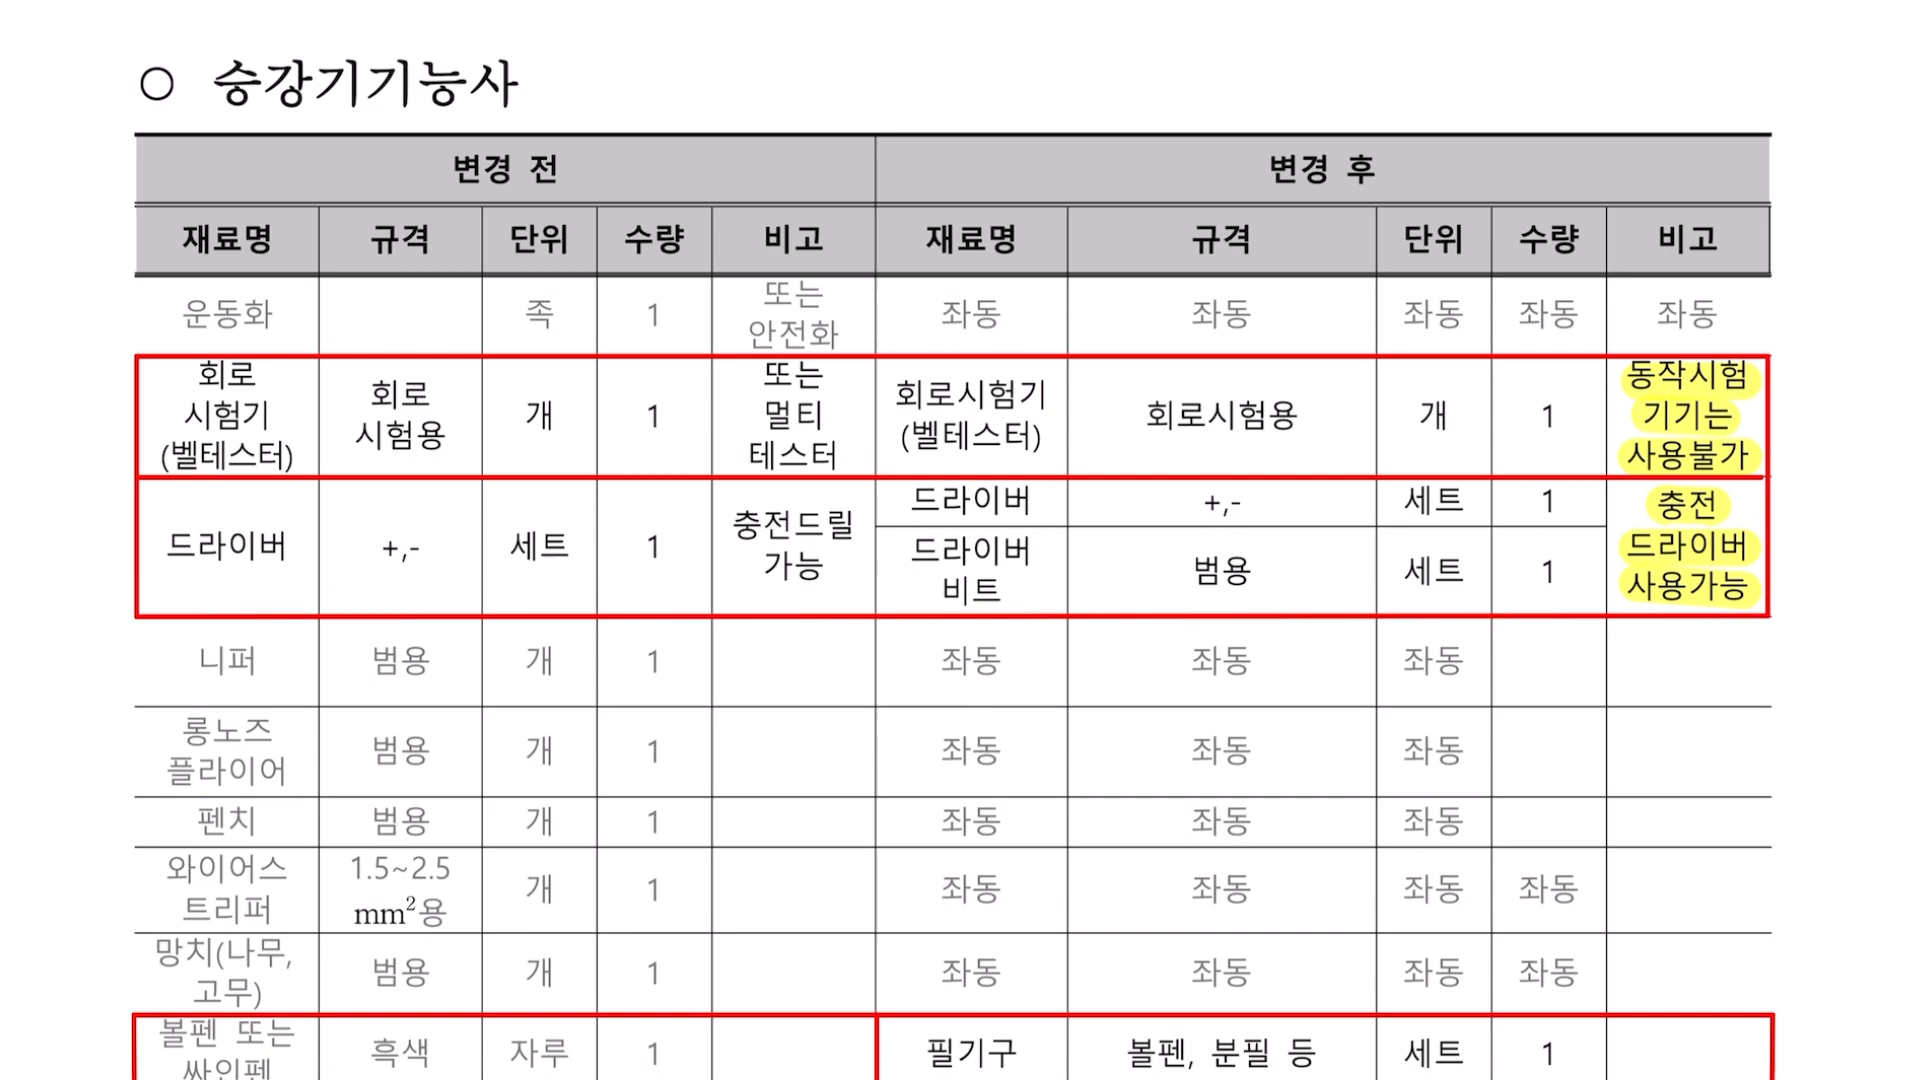 ○ 승강기기능사
변경 전 변경 후
재료명 규격 단위 수량 비고 재료명 규격 단위 수량 비고
운동화 족 1 또는 안전화 좌동 좌동 좌동 좌동 좌동
회로 시험기 (벨테스터) 회로 시험용 개 1 또는 멀티 테스터 회로시험기 (벨테스터) 회로시험용 개 1 동작시험 기기는 사용불가
드라이버 +,- 세트 1 충전드릴 가능 드라이버 +,- 세트 1 충전 드라이버 사용가능
드라이버 비트 범용 세트 1
니퍼 범용 개 1 좌동 좌동 좌동
롱노즈 플라이어 범용 개 1 좌동 좌동 좌동
펜치 범용 개 1 좌동 좌동 좌동
와이어스트리퍼 1.5~2.5 mm²용 개 1 좌동 좌동 좌동 좌동
망치(나무, 고무) 범용 개 1 좌동 좌동 좌동 좌동
볼펜 또는 싸인펜 흑색 자루 1 필기구 볼펜, 분필 등 세트 1